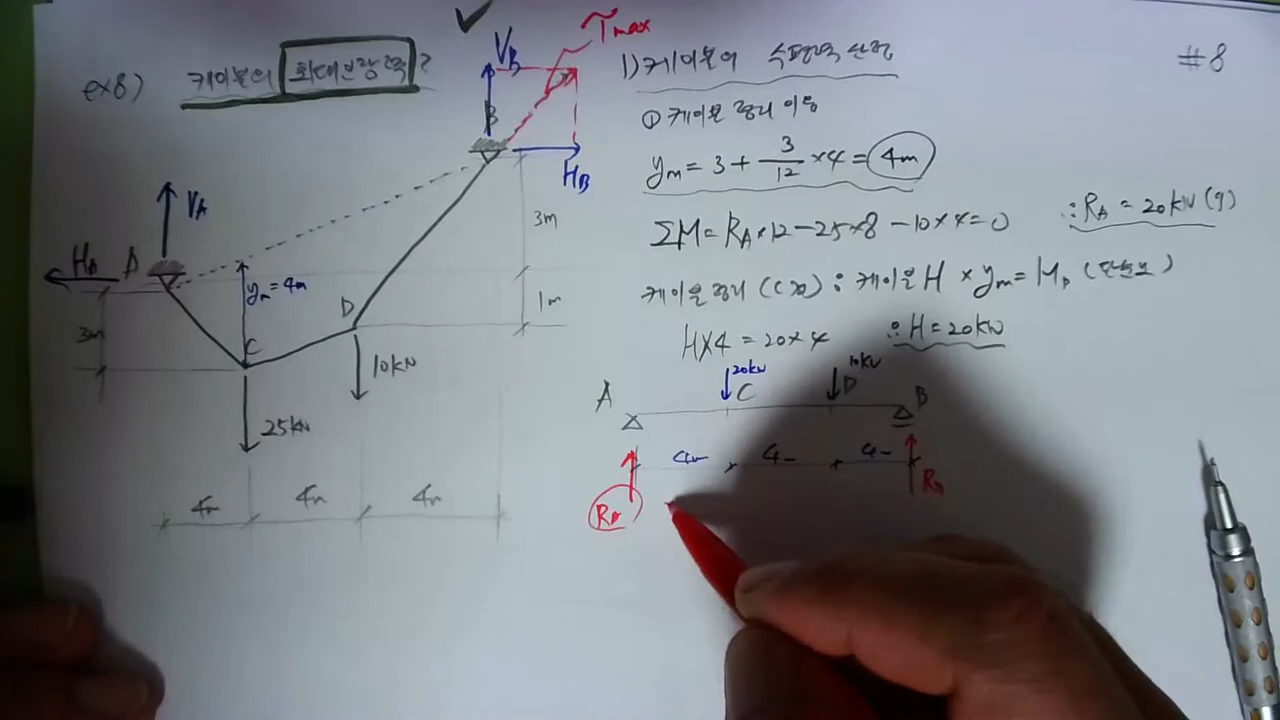 ex8) 케이블의 최대인장력?
#8
Tmax
VB
B
HB
VA
HA
A
ym=4m
3m
3m
1m
C
D
10kN
25kN
4m
4m
4m
1) 케이블의 수평력 산정
① 케이블 정리 이용
ym = 3 + 3/12 ×4 = 4m
ΣM = RA×12 - 25×8 - 10×4 = 0
∴ RA = 20kN (↑)
케이블정리 (C점) : 케이블 H × ym = M (단순보)
H×4 = 20×4
∴ H = 20kN
A
20kN
C
10kN
D
B
4m
4m
4m
RA
RB